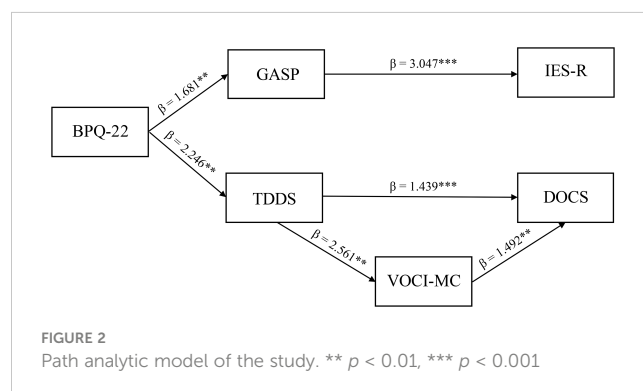 GASP
β = 3.047***
IES-R
β = 1.681**
BPQ-22
β = 2.246**
TDDS
β = 1.439***
DOCS
β = 2.561**
β = 1.492**
VOCI-MC
FIGURE 2
Path analytic model of the study. ** p < 0.01, *** p < 0.001